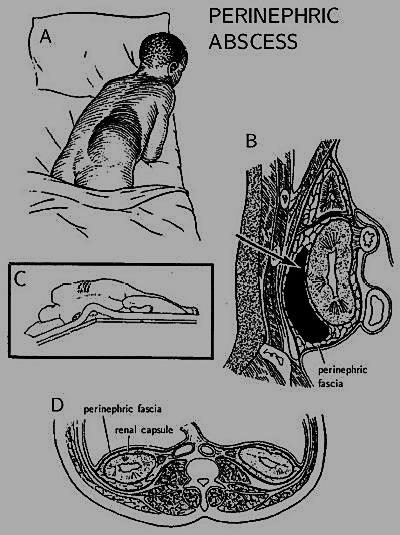 PERINEPHRIC
ABSCESS
A
B
perinephric
fascia
C
D
perinephric fascia
renal capsule